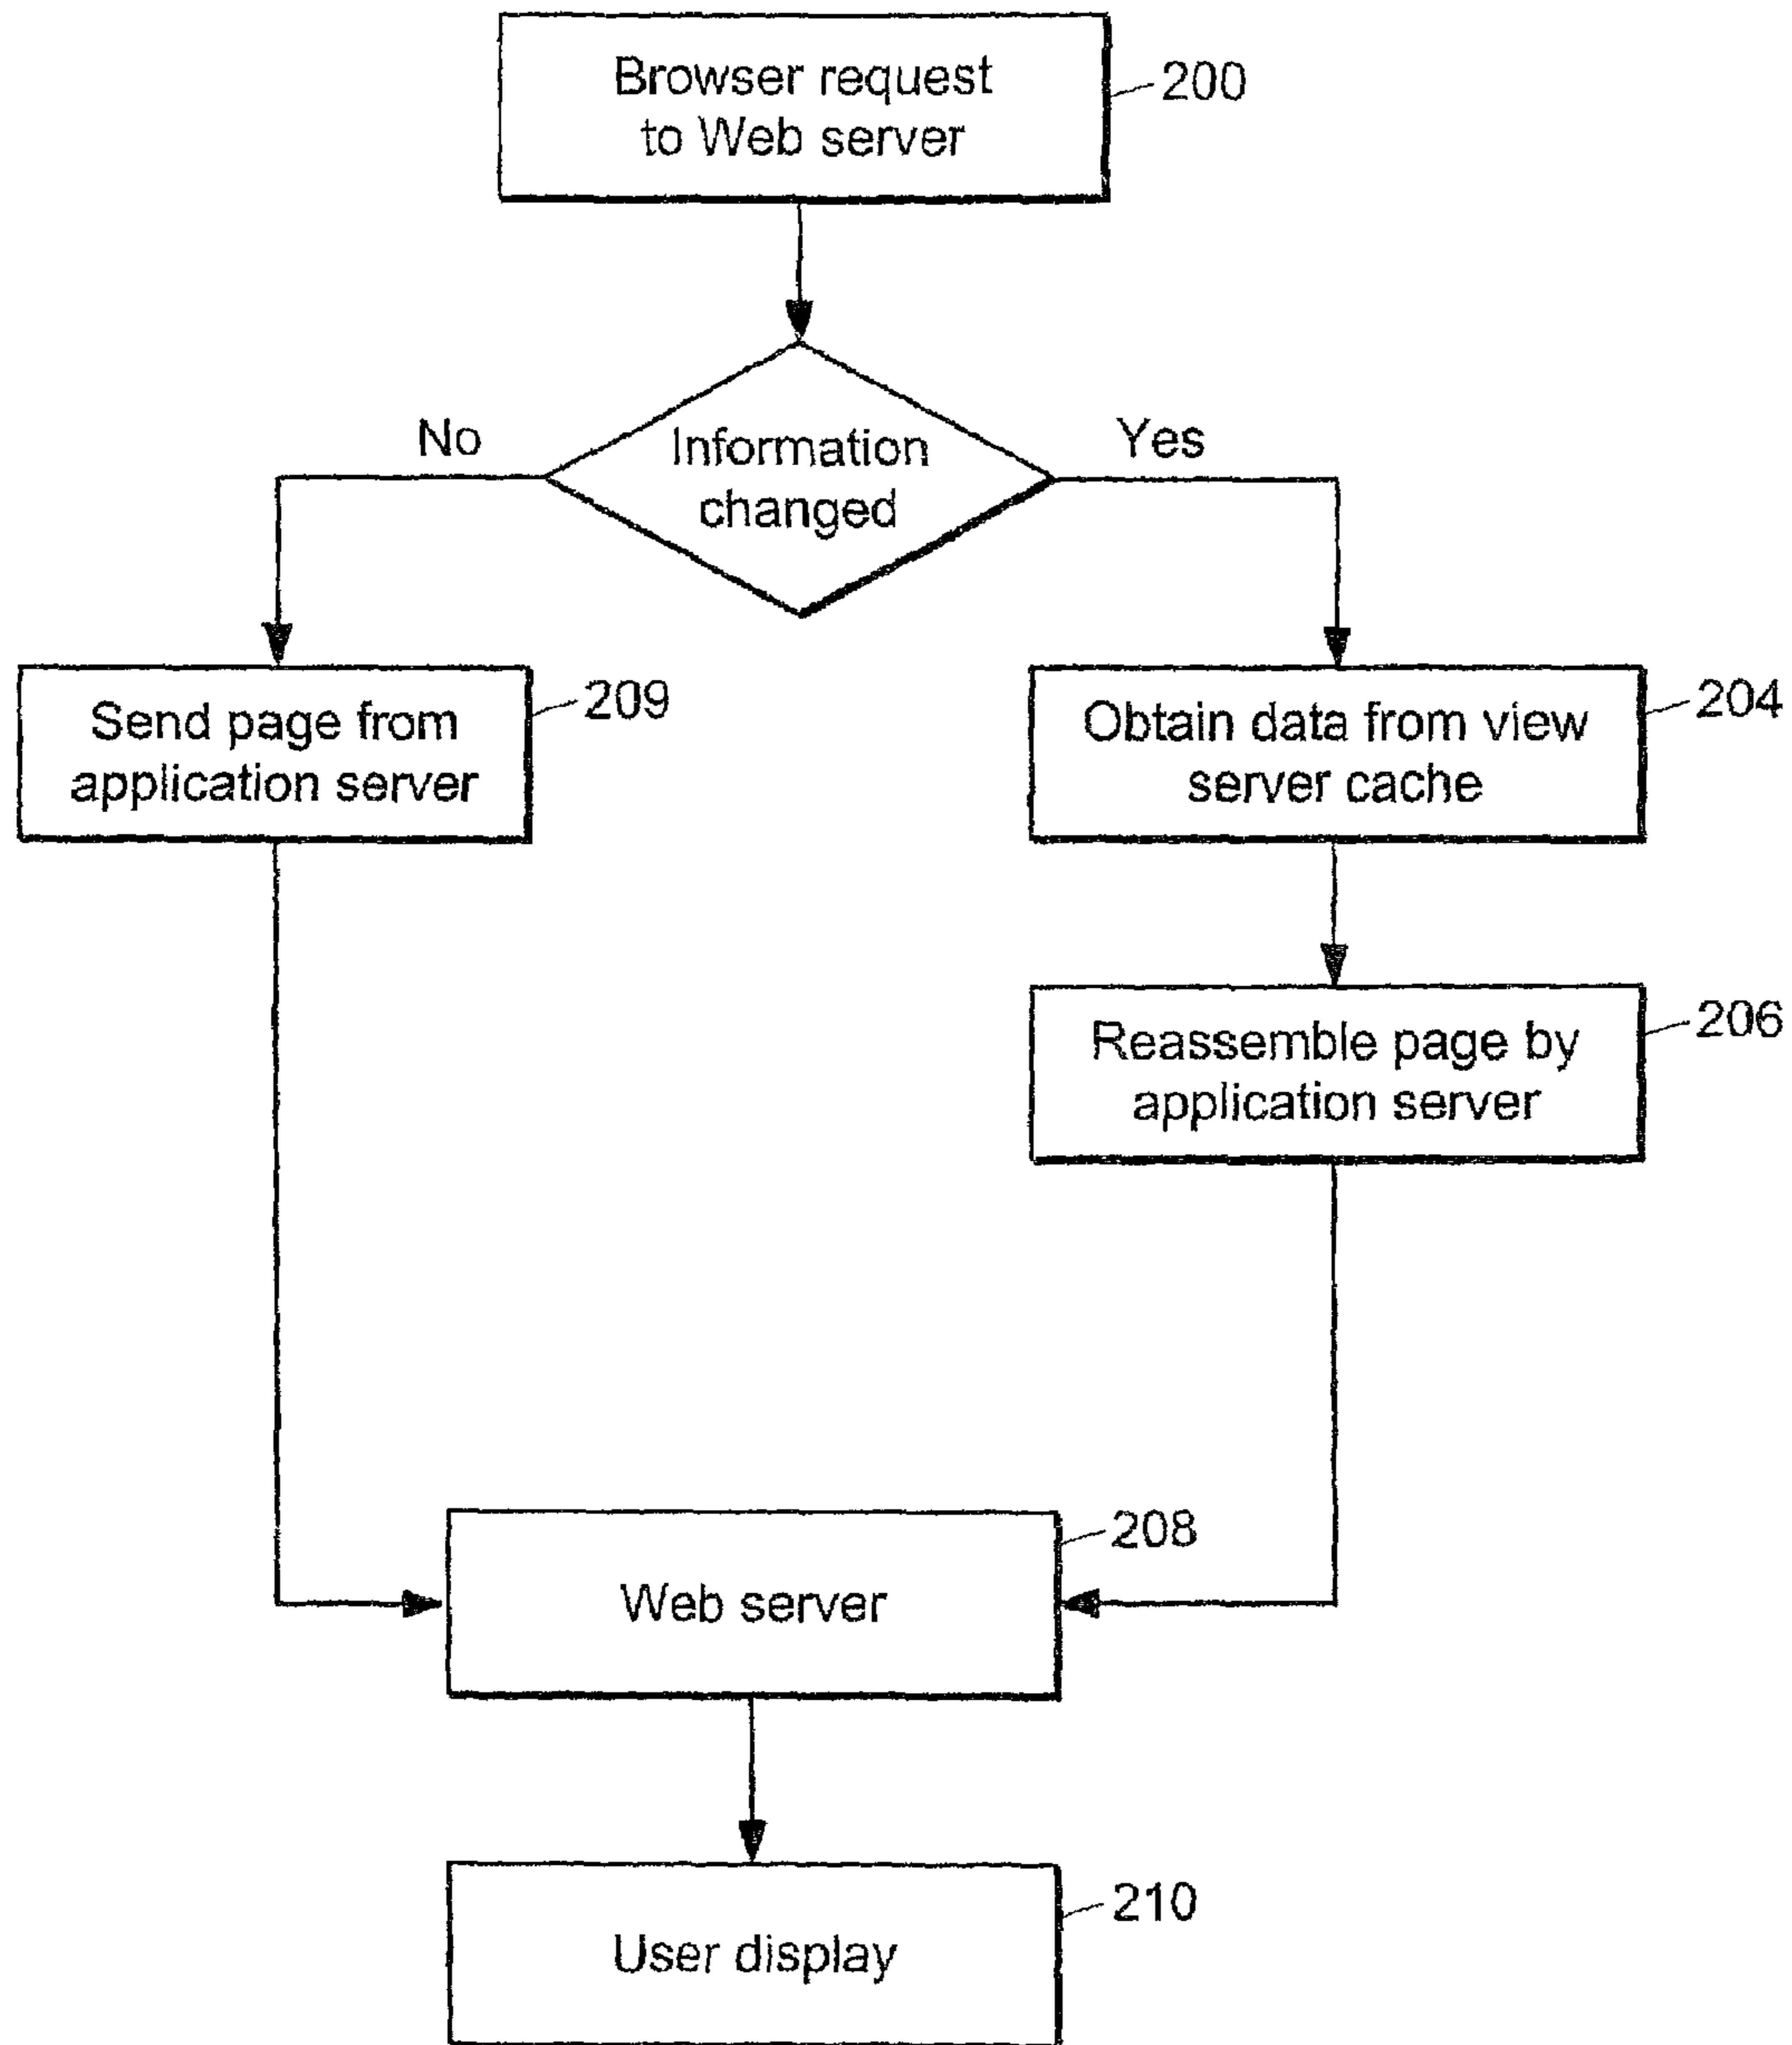 Browser request
to Web server
200
Information
changed
No
Yes
Send page from
application server
209
Obtain data from view
server cache
204
Reassemble page by
application server
206
Web server
208
User display
210